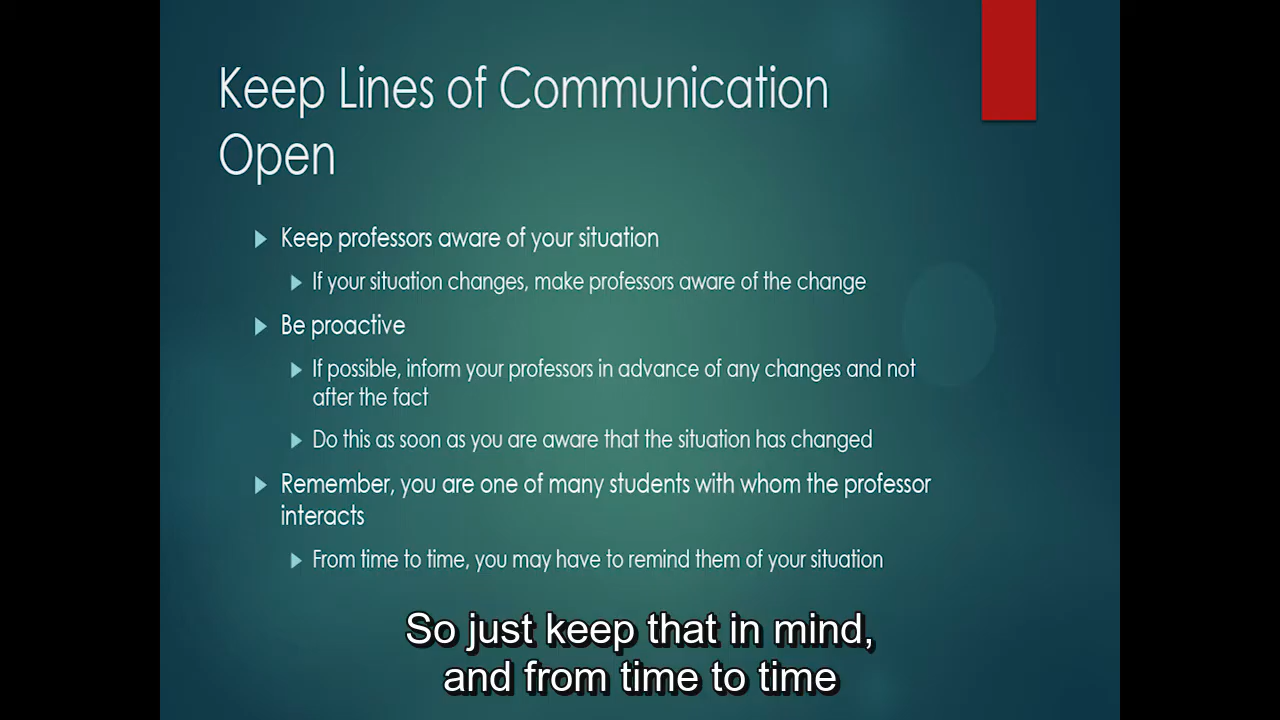 Keep Lines of Communication
Open
Keep professors aware of your situation
If your situation changes, make professors aware of the change
Be proactive
If possible, inform your professors in advance of any changes and not
after the fact
Do this as soon as you are aware that the situation has changed
Remember, you are one of many students with whom the professor
interacts
From time to time, you may have to remind them of your situation
So just keep that in mind,
and from time to time